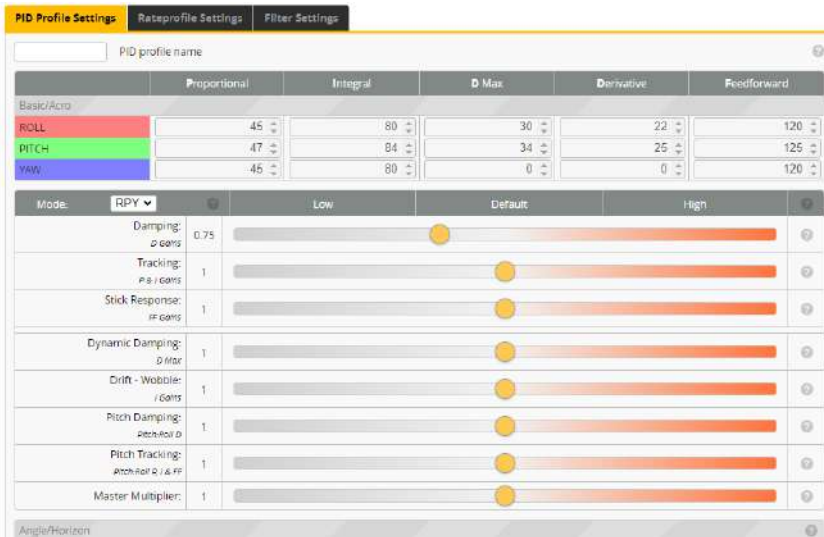 PID Profile Settings Rateprofile Settings Filter Settings
PID profile name
Proportional Integral D Max Derivative Feedforward
Basic/Acro
ROLL 45 80 30 22 120
PITCH 47 84 34 25 125
YAW 45 80 0 0 120
Mode: RPY Low Default High
Damping:
D Gains
0.75
Tracking:
P & I Gains
1
Stick Response:
FF Gains
1
Dynamic Damping:
D Max
1
Drift - Wobble:
I Gains
1
Pitch Damping:
Pitch:Roll D
1
Pitch Tracking:
Pitch:Roll P, I & FF
1
Master Multiplier: 1
Angle/Horizon